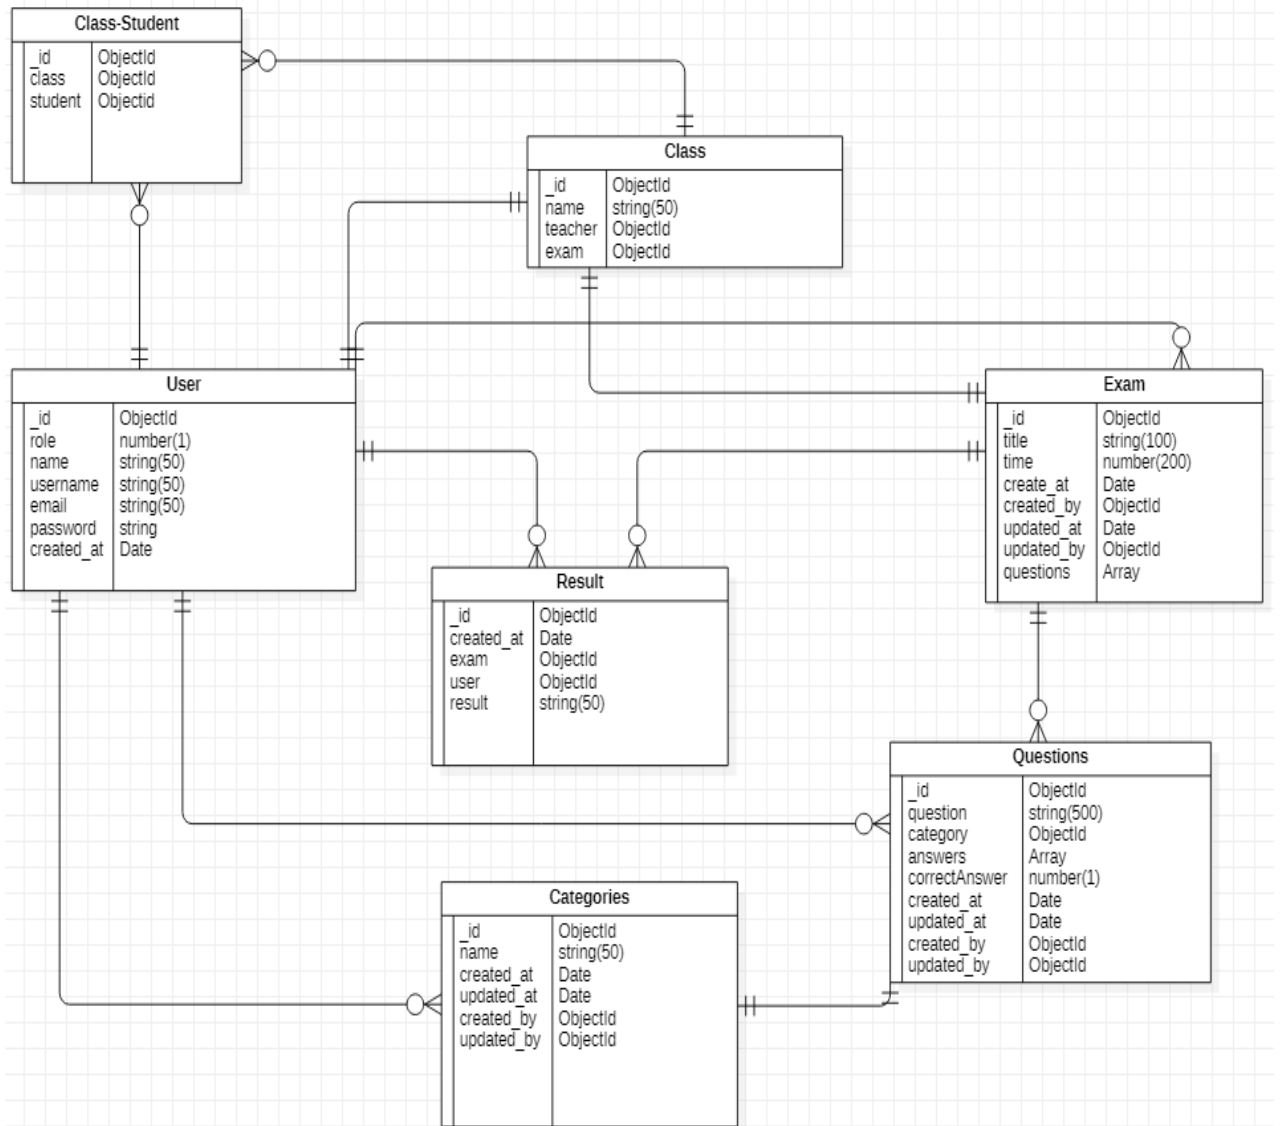 Class-Student
_id ObjectId
class ObjectId
student Objectid
Class
_id ObjectId
name string(50)
teacher ObjectId
exam ObjectId
User
_id ObjectId
role number(1)
name string(50)
username string(50)
email string(50)
password string
created_at Date
Exam
_id ObjectId
title string(100)
time number(200)
create_at Date
created_by ObjectId
updated_at Date
updated_by ObjectId
questions Array
Result
_id ObjectId
created_at Date
exam ObjectId
user ObjectId
result string(50)
Questions
_id ObjectId
question string(500)
category ObjectId
answers Array
correctAnswer number(1)
created_at Date
updated_at Date
created_by ObjectId
updated_by ObjectId
Categories
_id ObjectId
name string(50)
created_at Date
updated_at Date
created_by ObjectId
updated_by ObjectId